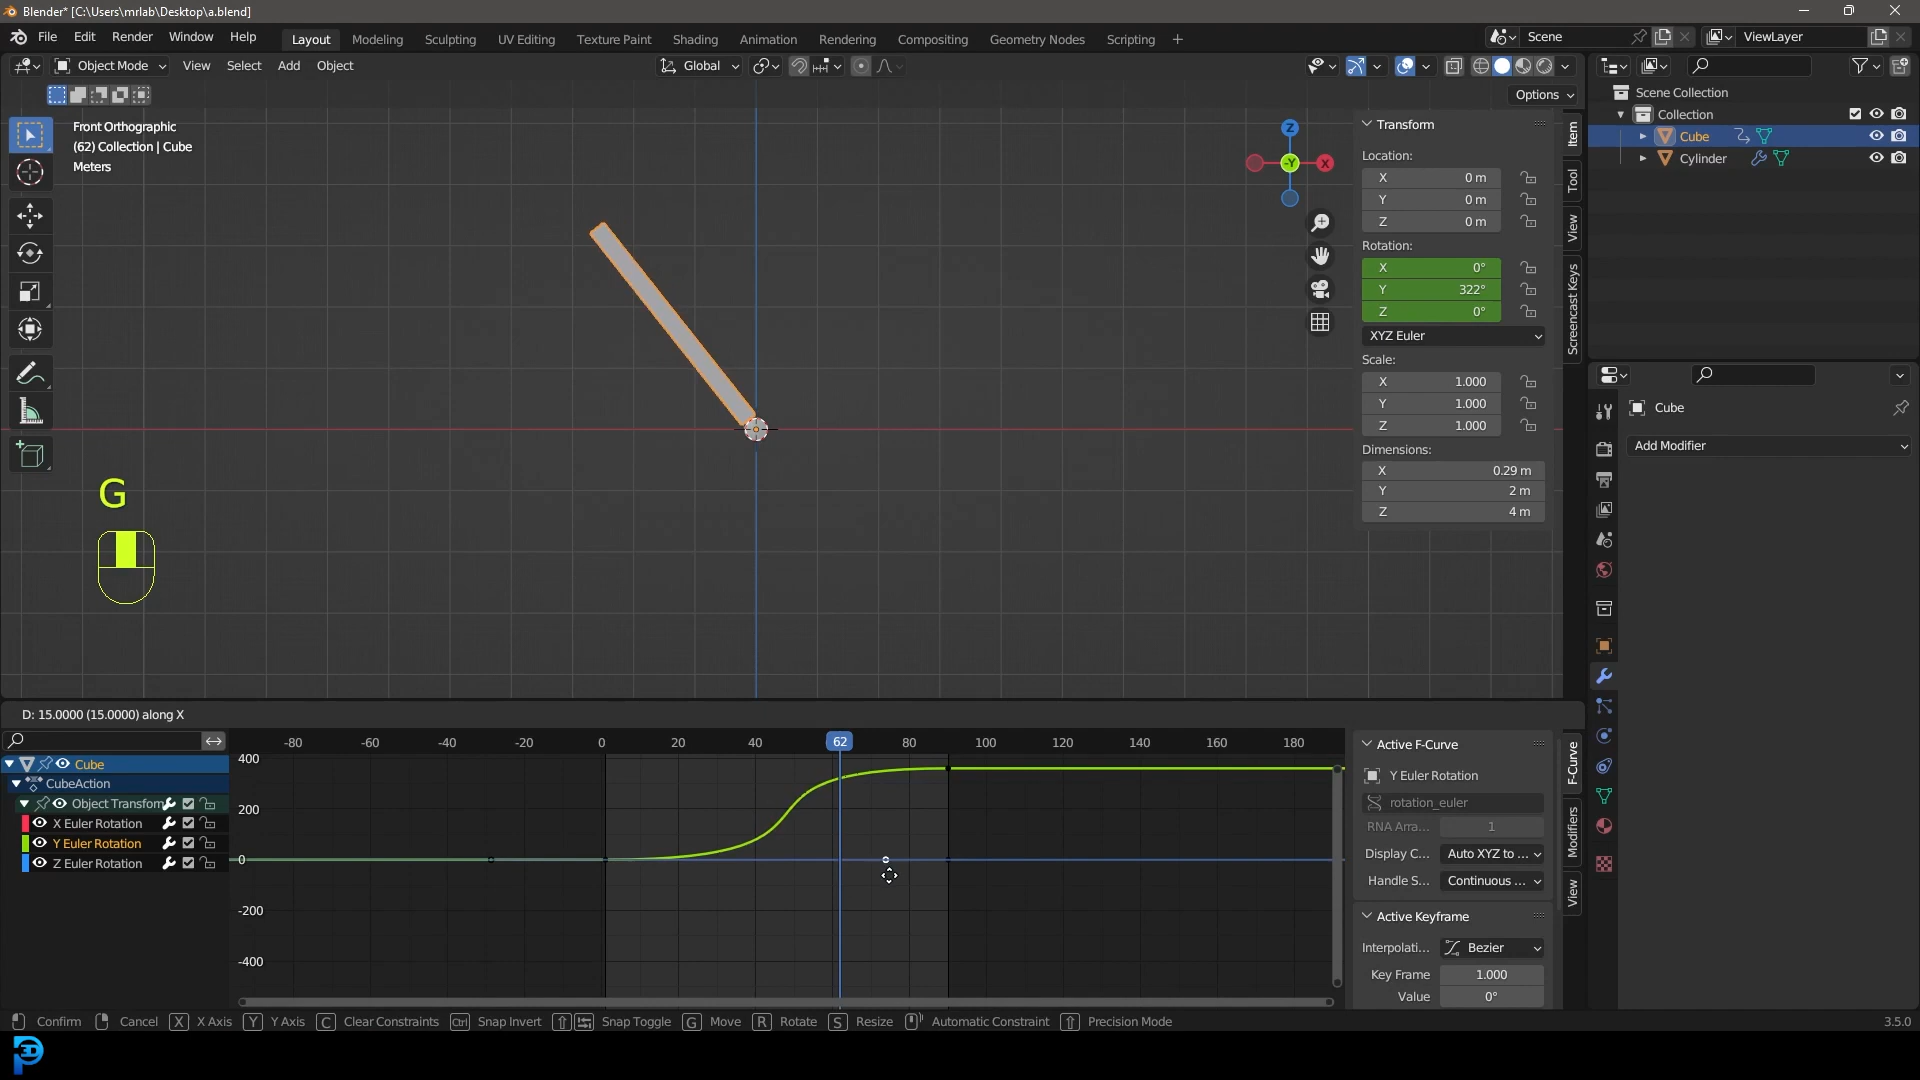 Blender* [C:\Users\mrlab\Desktop\a.blend]
File Edit Render Window Help Layout Modeling Sculpting UV Editing Texture Paint Shading Animation Rendering Compositing Geometry Nodes Scripting + Scene ViewLayer
Object Mode View Select Add Object Global
Options
Front Orthographic
(62) Collection | Cube
Meters
Z
-Y
X
Transform
Location:
X 0 m
Y 0 m
Z 0 m
Rotation:
X 0°
Y 322°
Z 0°
XYZ Euler
Scale:
X 1.000
Y 1.000
Z 1.000
Dimensions:
X 0.29 m
Y 2 m
Z 4 m
Item
Tool
View
Screencast Keys
Scene Collection
Collection
Cube
Cylinder
Cube
Add Modifier
G
D: 15.0000 (15.0000) along X
-80 -60 -40 -20 0 20 40 62 80 100 120 140 160 180
400
200
0
-200
-400
Cube
CubeAction
Object Transform
X Euler Rotation
Y Euler Rotation
Z Euler Rotation
Active F-Curve
Y Euler Rotation
rotation_euler
RNA Arra... 1
Display C... Auto XYZ to ...
Handle S... Continuous ...
Active Keyframe
Interpolati... Bezier
Key Frame 1.000
Value 0°
F-Curve
Modifiers
View
Confirm Cancel X X Axis Y Y Axis C Clear Constraints Ctrl Snap Invert Snap Toggle G Move R Rotate S Resize Automatic Constraint Precision Mode 3.5.0